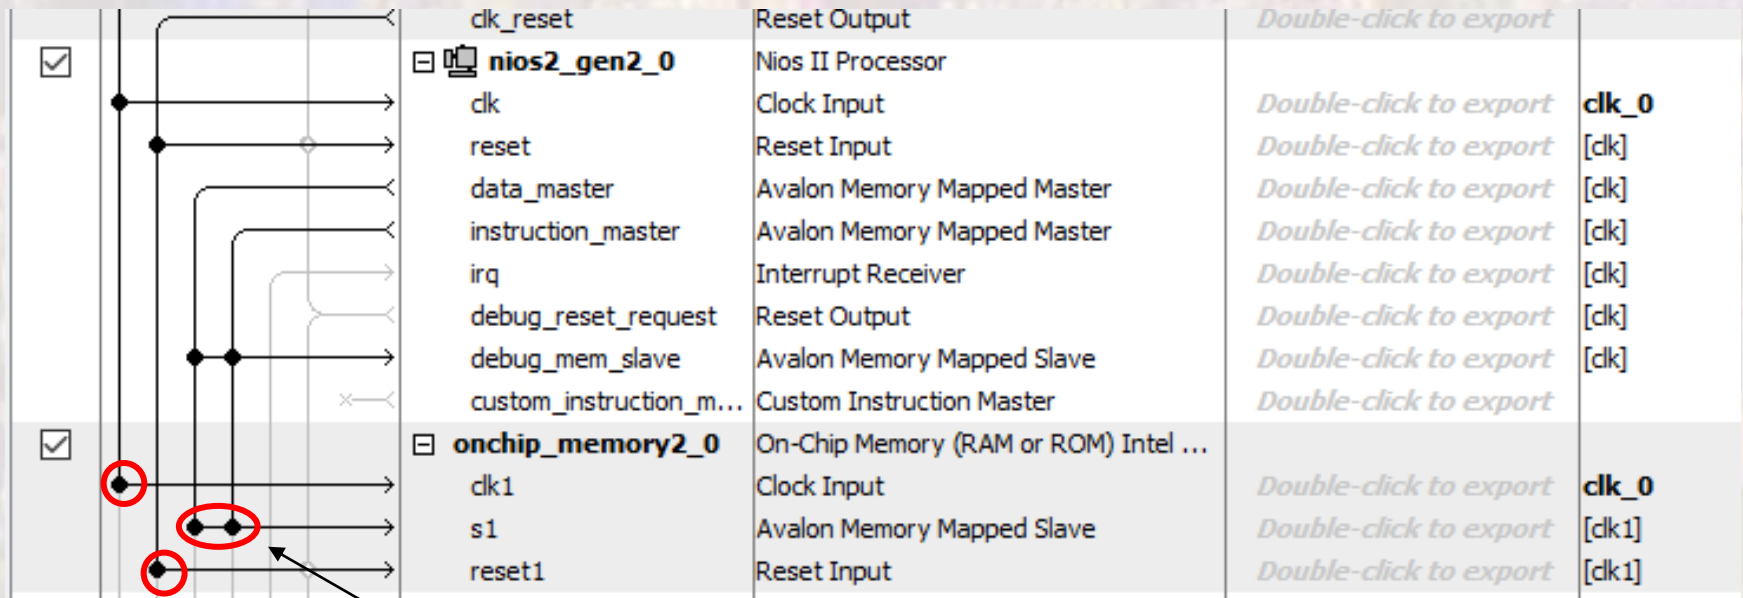 clk_reset Reset Output Double-click to export
nios2_gen2_0 Nios II Processor
clk Clock Input Double-click to export clk_0
reset Reset Input Double-click to export [clk]
data_master Avalon Memory Mapped Master Double-click to export [clk]
instruction_master Avalon Memory Mapped Master Double-click to export [clk]
irq Interrupt Receiver Double-click to export [clk]
debug_reset_request Reset Output Double-click to export [clk]
debug_mem_slave Avalon Memory Mapped Slave Double-click to export [clk]
custom_instruction_m... Custom Instruction Master Double-click to export
onchip_memory2_0 On-Chip Memory (RAM or ROM) Intel ...
clk1 Clock Input Double-click to export clk_0
s1 Avalon Memory Mapped Slave Double-click to export [clk1]
reset1 Reset Input Double-click to export [clk1]